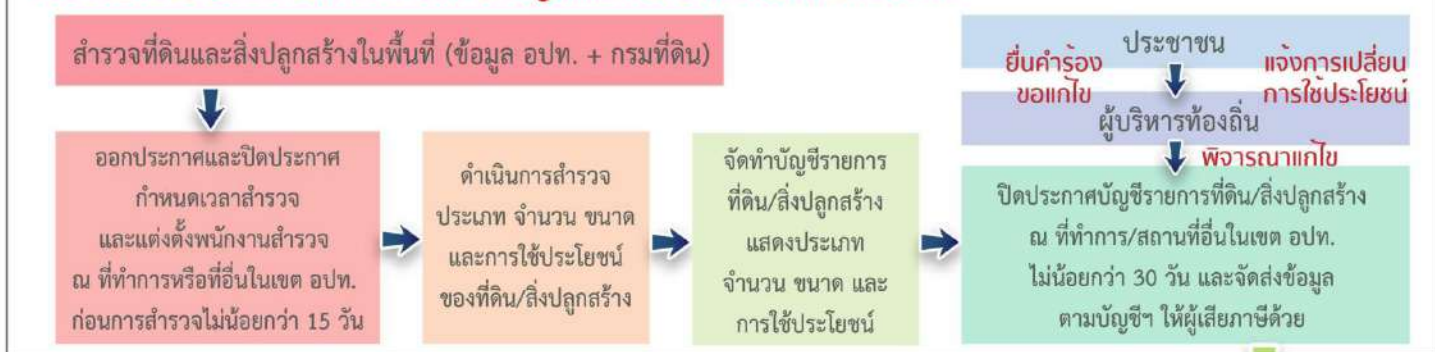 สำรวจที่ดินและสิ่งปลูกสร้างในพื้นที่ (ข้อมูล อปท. + กรมที่ดิน)
ออกประกาศและปิดประกาศ
กำหนดเวลาสำรวจ
และแต่งตั้งพนักงานสำรวจ
ณ ที่ทำการหรือที่อื่นในเขต อปท.
ก่อนการสำรวจไม่น้อยกว่า 15 วัน
ดำเนินการสำรวจ
ประเภท จำนวน ขนาด
และการใช้ประโยชน์
ของที่ดิน/สิ่งปลูกสร้าง
จัดทำบัญชีรายการ
ที่ดิน/สิ่งปลูกสร้าง
แสดงประเภท
จำนวน ขนาด และ
การใช้ประโยชน์
ประชาชน
ยื่นคำร้อง
ขอแก้ไข
แจ้งการเปลี่ยน
การใช้ประโยชน์
ผู้บริหารท้องถิ่น
พิจารณาแก้ไข
ปิดประกาศบัญชีรายการที่ดิน/สิ่งปลูกสร้าง
ณ ที่ทำการ/สถานที่อื่นในเขต อปท.
ไม่น้อยกว่า 30 วัน และจัดส่งข้อมูล
ตามบัญชีฯ ให้ผู้เสียภาษีด้วย